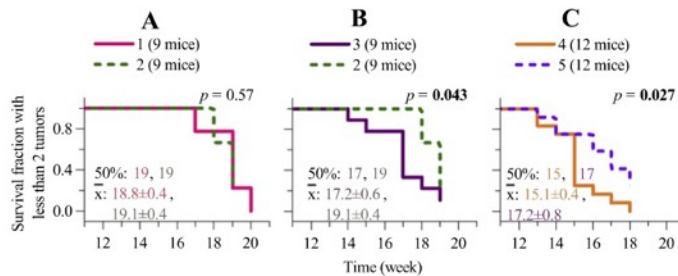 A
1 (9 mice)
2 (9 mice)
p = 0.57
Survival fraction with
less than 2 tumors
0.8
0.4
0.0
50%: 19, 19
x: 18.8±0.4,
19.1±0.4
12 14 16 18 20
B
3 (9 mice)
2 (9 mice)
p = 0.043
50%: 17, 19
x: 17.2±0.6,
19.1±0.4
12 14 16 18 20
Time (week)
C
4 (12 mice)
5 (12 mice)
p = 0.027
50%: 15, 17
x: 15.1±0.4,
17.2±0.8
12 14 16 18 20